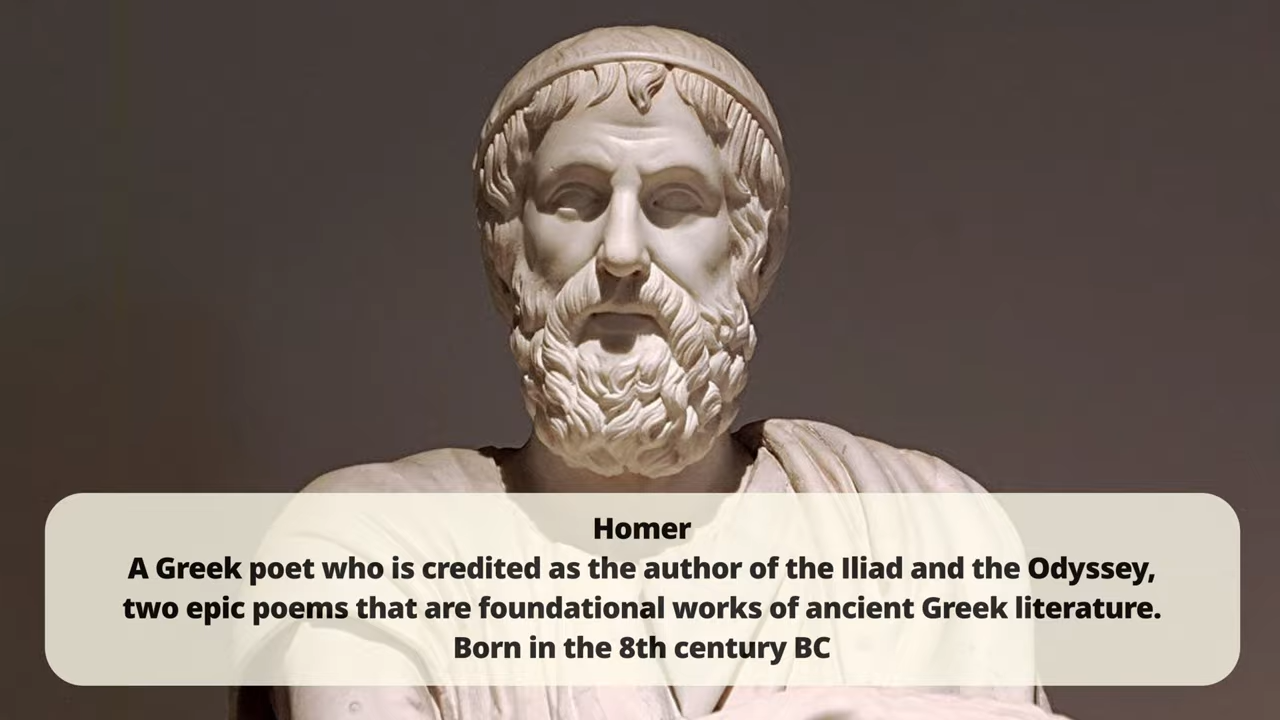 Homer
A Greek poet who is credited as the author of the Iliad and the Odyssey,
two epic poems that are foundational works of ancient Greek literature.
Born in the 8th century BC